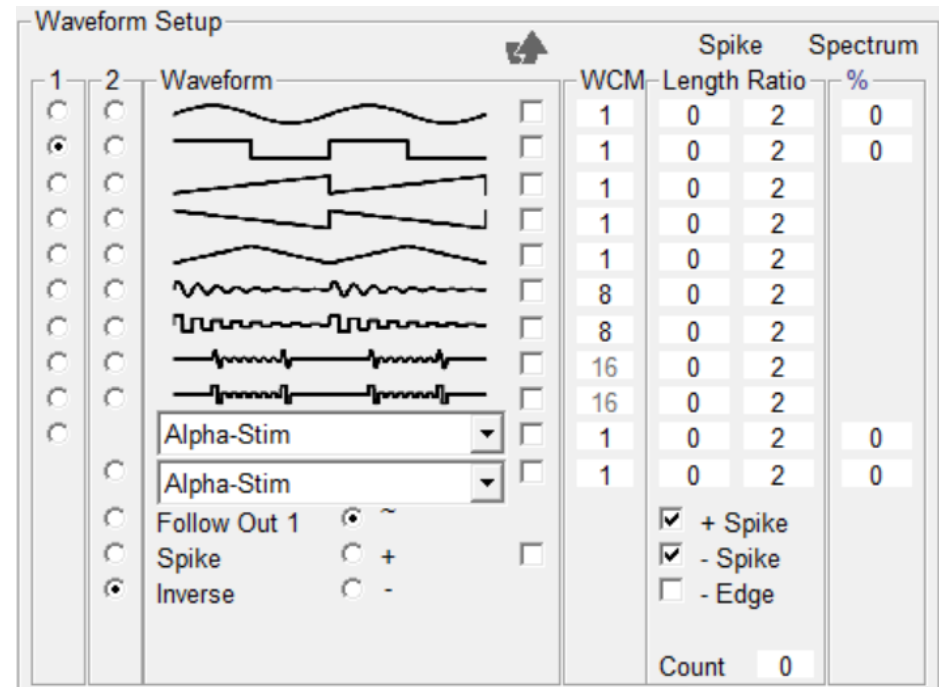 Waveform Setup
Spike Spectrum
1 2 Waveform WCM Length Ratio %
1 0 2 0
1 0 2 0
1 0 2
1 0 2
1 0 2
8 0 2
8 0 2
16 0 2
16 0 2
Alpha-Stim 1 0 2 0
Alpha-Stim 1 0 2 0
Follow Out 1 ~ + Spike
Spike + - Spike
Inverse - - Edge
Count 0